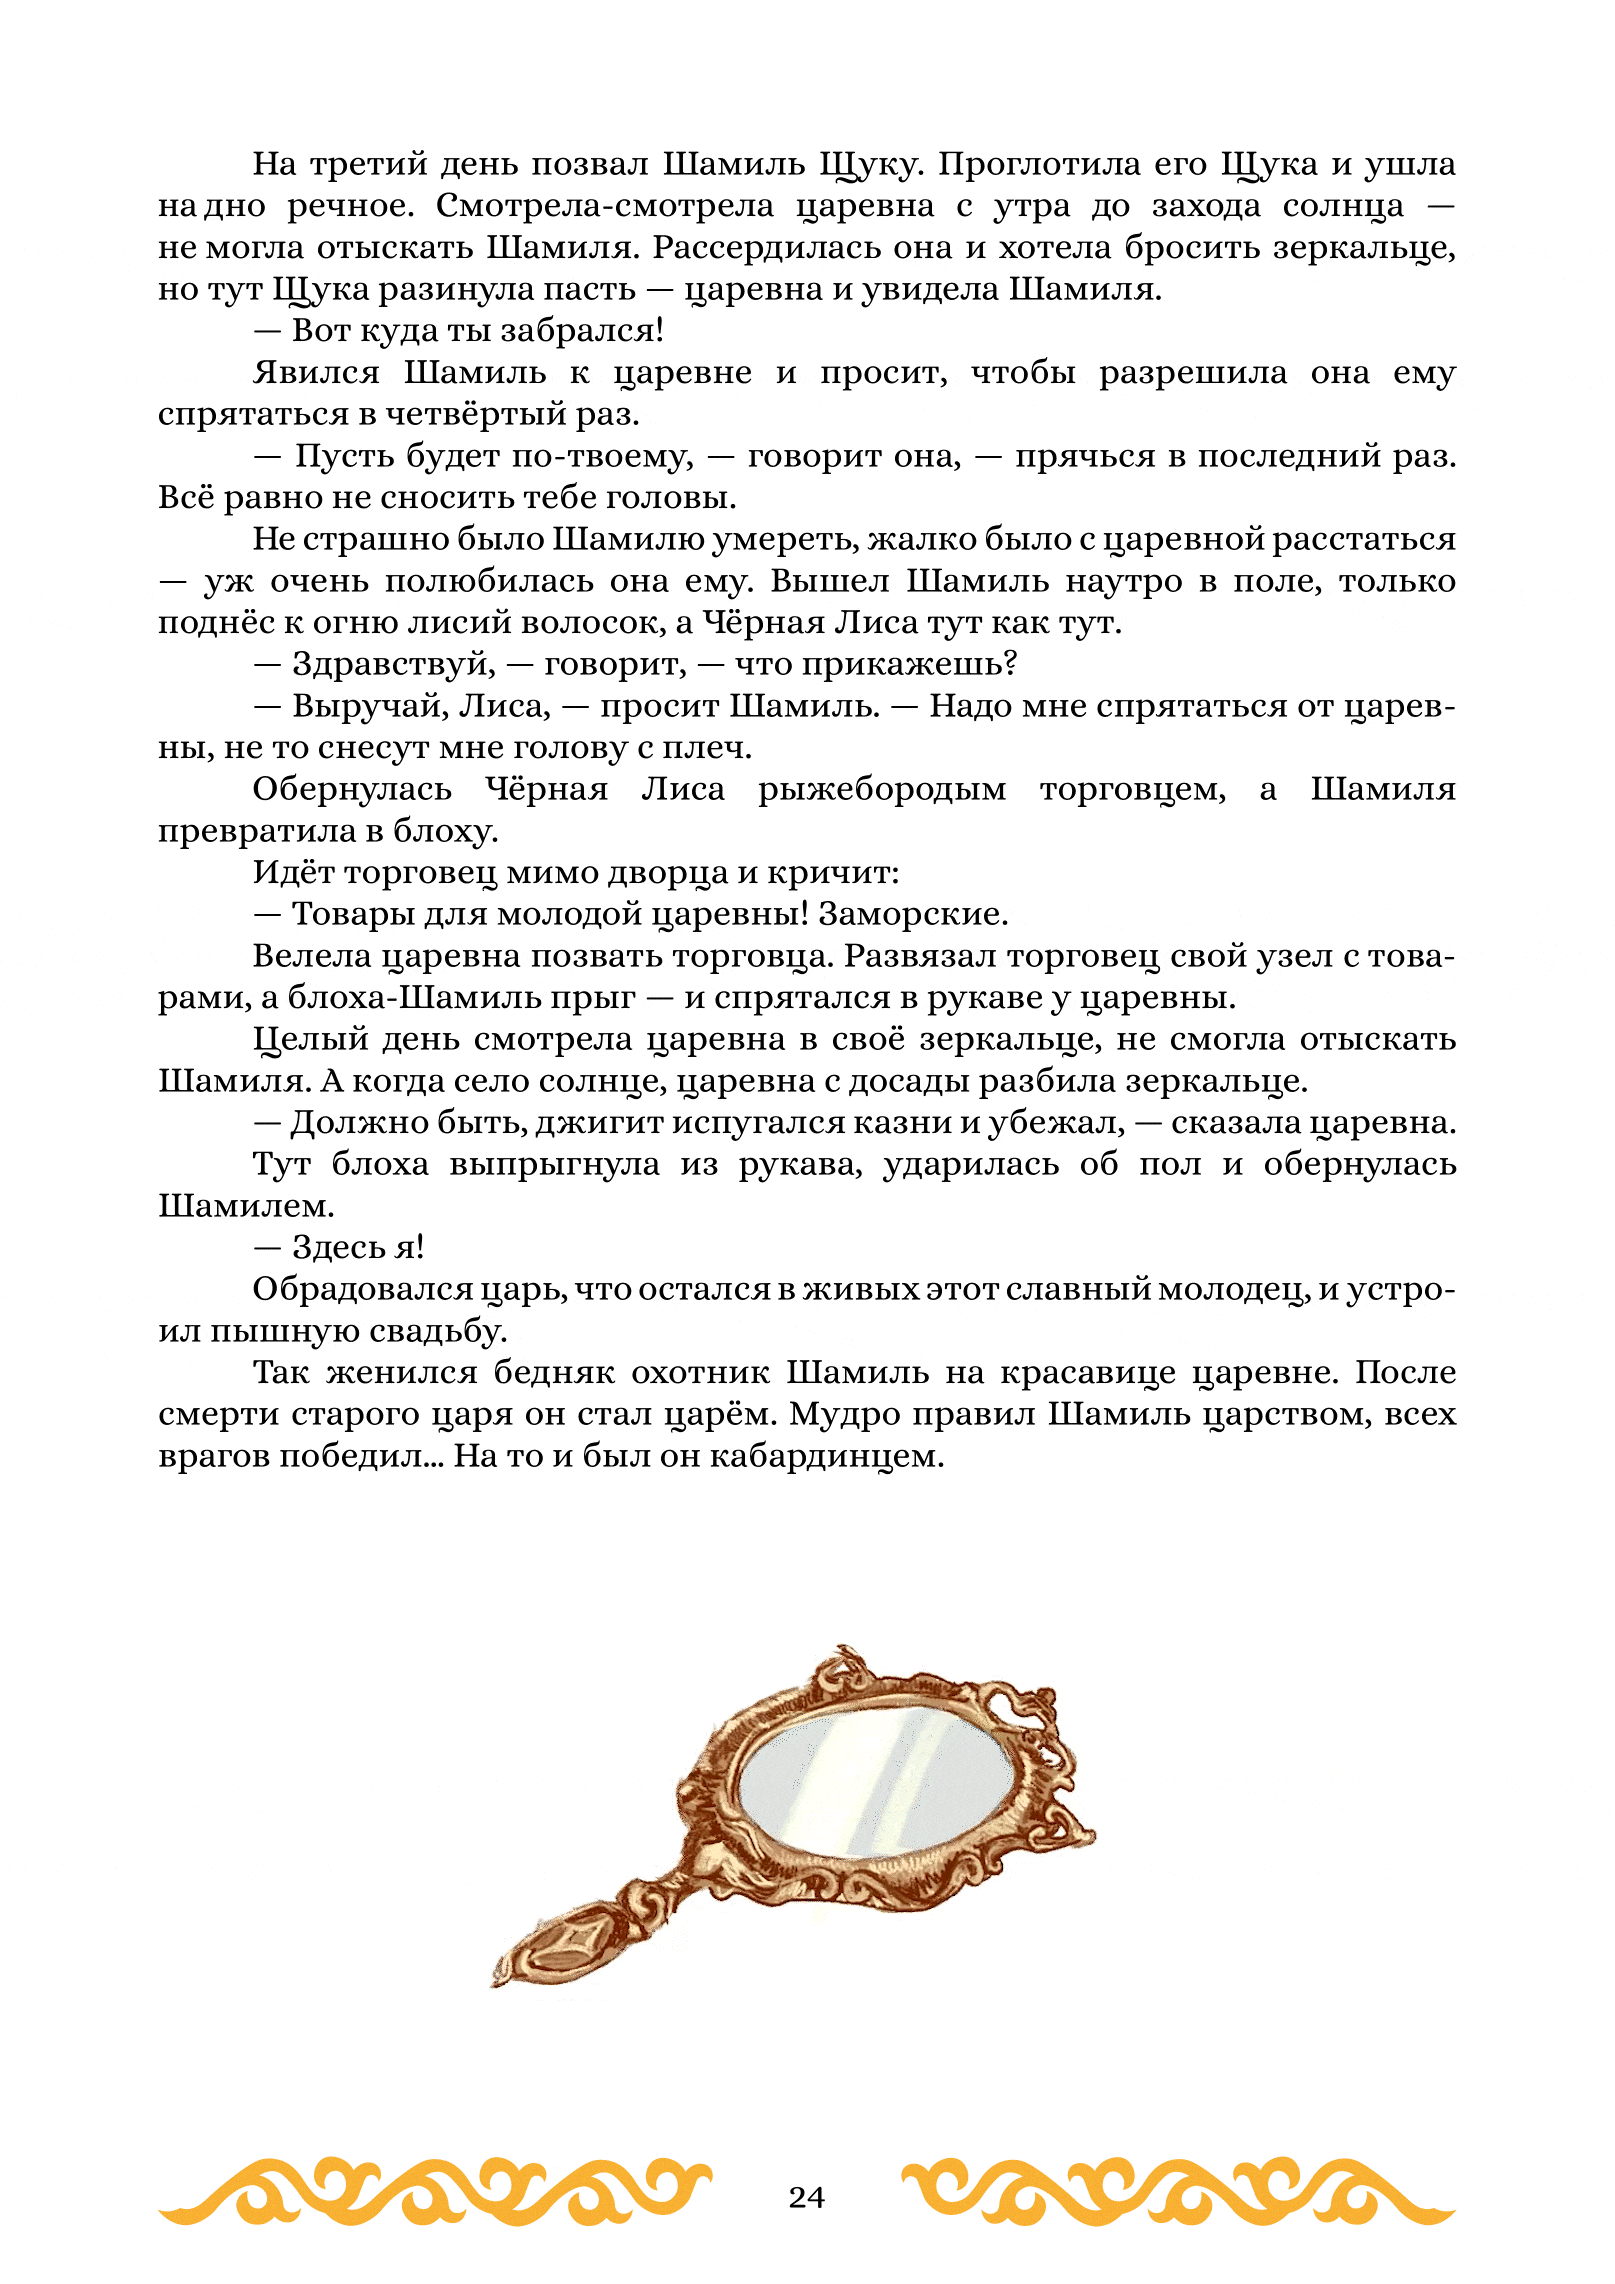 На третий день позвал Шамиль Щуку. Проглотила его Щука и ушла
на дно речное. Смотрела-смотрела царевна с утра до захода солнца —
не могла отыскать Шамиля. Рассердилась она и хотела бросить зеркальце,
но тут Щука разинула пасть — царевна и увидела Шамиля.
— Вот куда ты забрался!
Явился Шамиль к царевне и просит, чтобы разрешила она ему
спрятаться в четвёртый раз.
— Пусть будет по-твоему, — говорит она, — прячься в последний раз.
Всё равно не сносить тебе головы.
Не страшно было Шамилю умереть, жалко было с царевной расстаться
— уж очень полюбилась она ему. Вышел Шамиль наутро в поле, только
поднёс к огню лисий волосок, а Чёрная Лиса тут как тут.
— Здравствуй, — говорит, — что прикажешь?
— Выручай, Лиса, — просит Шамиль. — Надо мне спрятаться от царев-
ны, не то снесут мне голову с плеч.
Обернулась Чёрная Лиса рыжебородым торговцем, а Шамиля
превратила в блоху.
Идёт торговец мимо дворца и кричит:
— Товары для молодой царевны! Заморские.
Велела царевна позвать торговца. Развязал торговец свой узел с това-
рами, а блоха-Шамиль прыг — и спрятался в рукаве у царевны.
Целый день смотрела царевна в своё зеркальце, не смогла отыскать
Шамиля. А когда село солнце, царевна с досады разбила зеркальце.
— Должно быть, джигит испугался казни и убежал, — сказала царевна.
Тут блоха выпрыгнула из рукава, ударилась об пол и обернулась
Шамилем.
— Здесь я!
Обрадовался царь, что остался в живых этот славный молодец, и устро-
ил пышную свадьбу.
Так женился бедняк охотник Шамиль на красавице царевне. После
смерти старого царя он стал царём. Мудро правил Шамиль царством, всех
врагов победил... На то и был он кабардинцем.
24